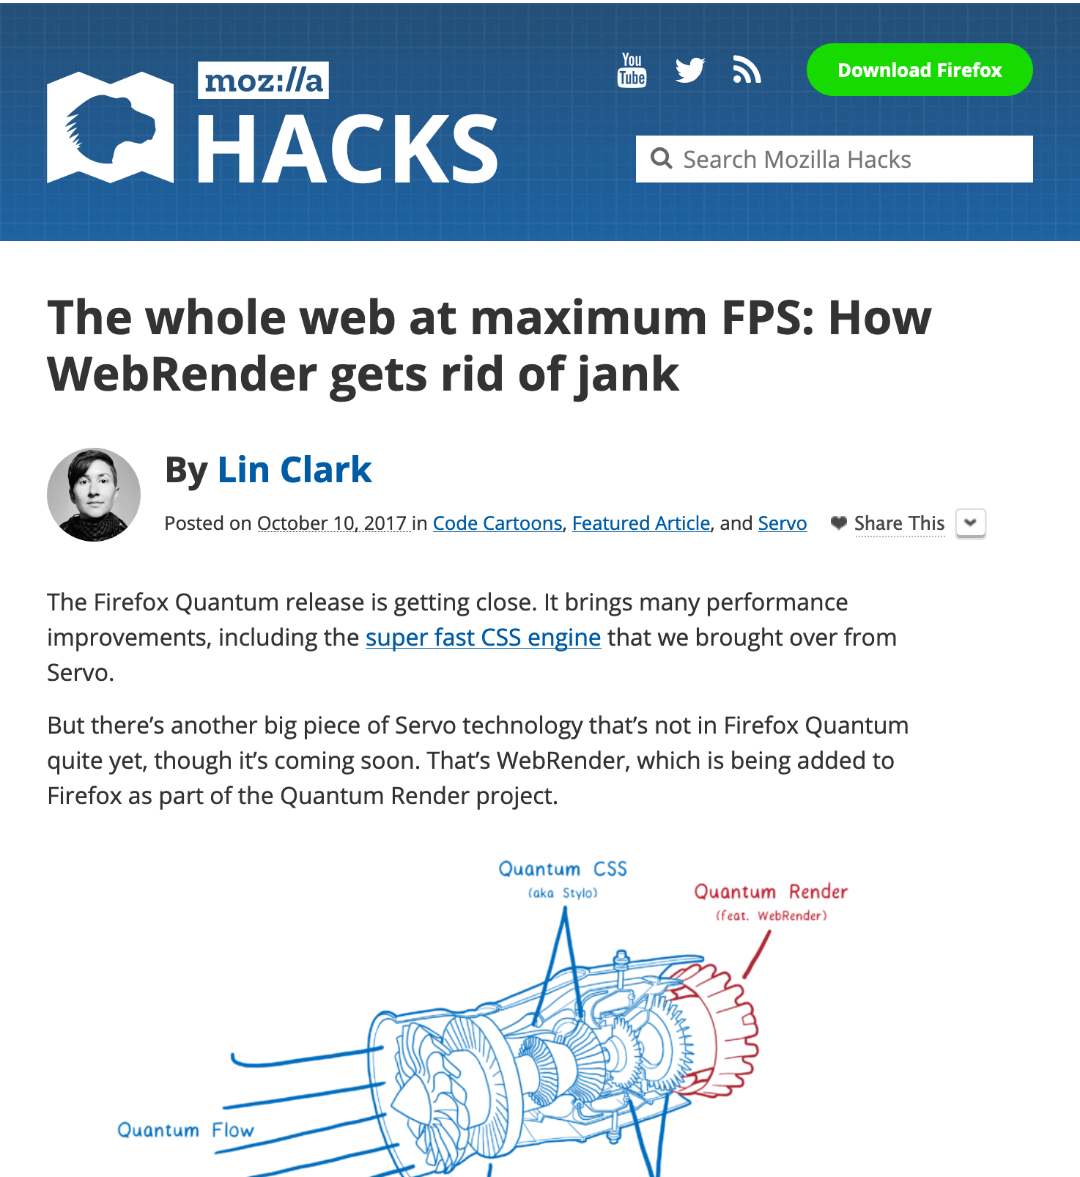 moz://a
HACKS
You
Tube
Download Firefox
Search Mozilla Hacks
The whole web at maximum FPS: How
WebRender gets rid of jank
By Lin Clark
Posted on October 10, 2017 in Code Cartoons, Featured Article, and Servo
Share This
The Firefox Quantum release is getting close. It brings many performance
improvements, including the super fast CSS engine that we brought over from
Servo.
But there’s another big piece of Servo technology that’s not in Firefox Quantum
quite yet, though it’s coming soon. That’s WebRender, which is being added to
Firefox as part of the Quantum Render project.
Quantum CSS
(aka Stylo)
Quantum Render
(feat. WebRender)
Quantum Flow